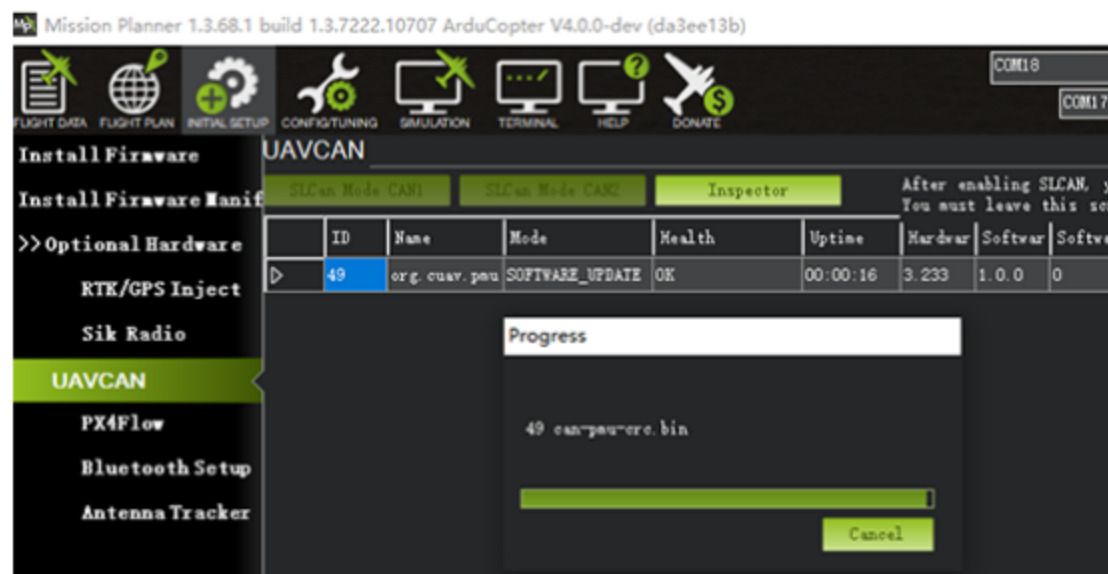 Mission Planner 1.3.68.1 build 1.3.7222.10707 ArduCopter V4.0.0-dev (da3ee13b)
COM18
COM17
FLIGHT DATA FLIGHT PLAN INITIAL SETUP CONFIG/TUNING SIMULATION TERMINAL HELP DONATE
Install Firmware
UAVCAN
SLCan Mode CAN1 SLCan Mode CAN2 Inspector
After enabling SLCAN, y
You must leave this scr
Install Firmware Manif
>>Optional Hardware
ID Name Mode Health Uptime Hardwar Softwar Softwa
49 org.cuav.pmu SOFTWARE_UPDATE OK 00:00:16 3.233 1.0.0 0
RTK/GPS Inject
Sik Radio
UAVCAN
PX4Flow
Bluetooth Setup
Antenna Tracker
Progress
49 can-pmu-crc.bin
Cancel